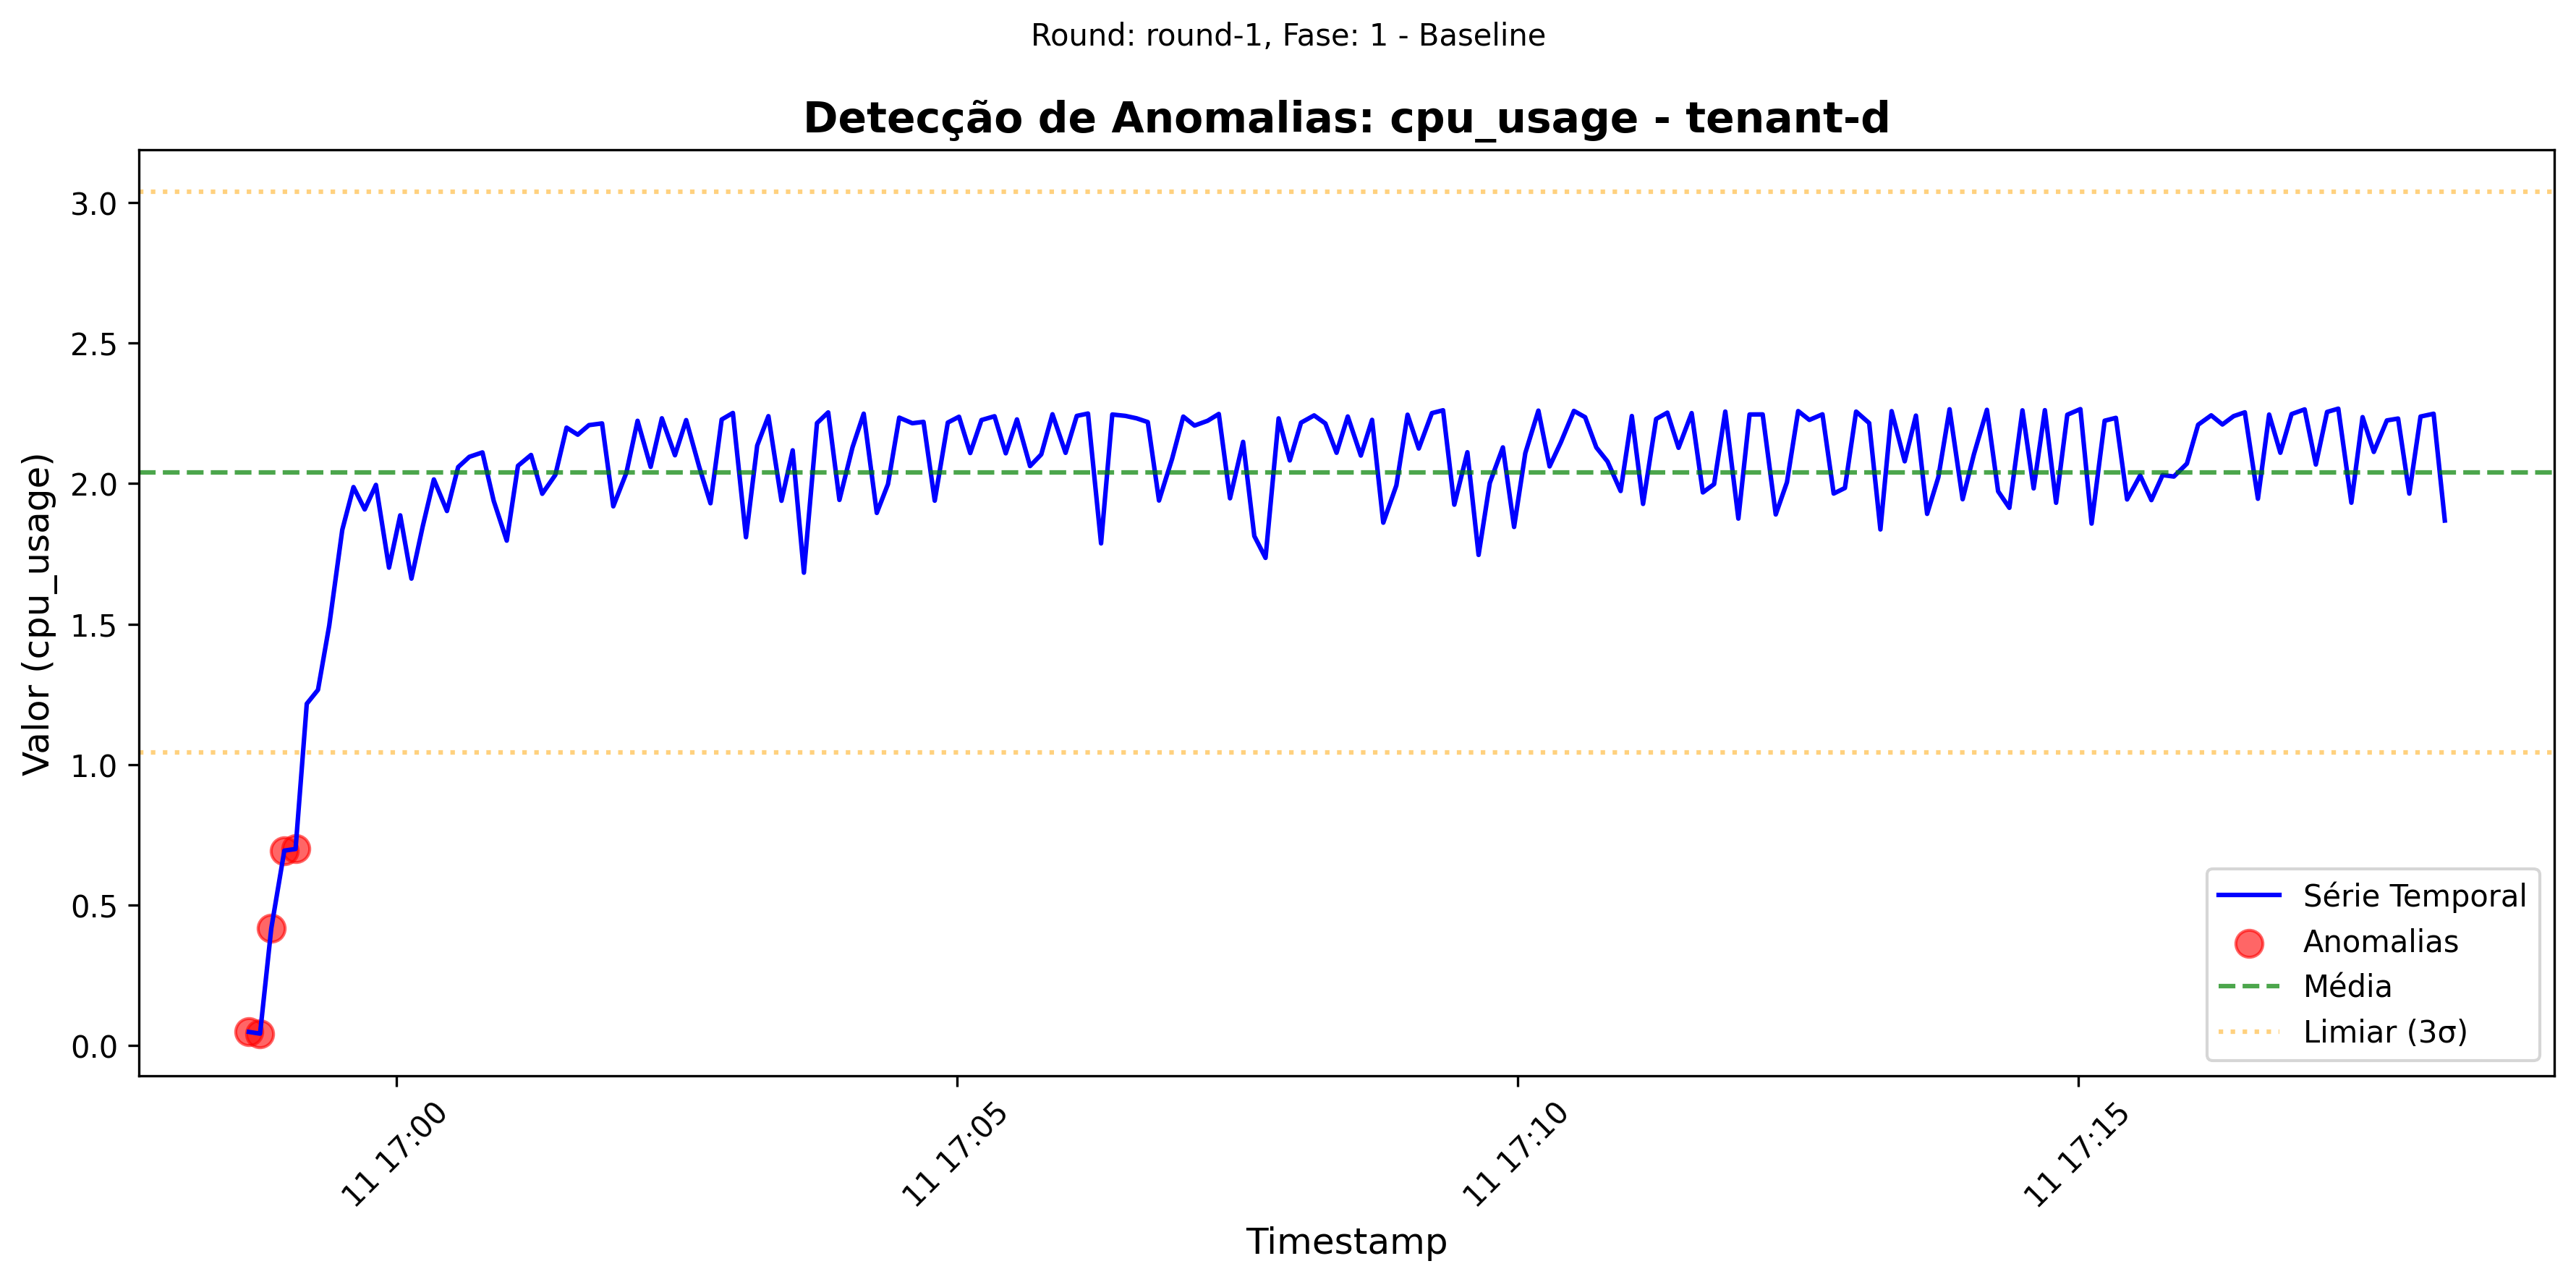 Round: round-1, Fase: 1 - Baseline
Detecção de Anomalias: cpu_usage - tenant-d
Valor (cpu_usage)
3.0
2.5
2.0
1.5
1.0
0.5
0.0
Série Temporal
Anomalias
Média
Limiar (3σ)
11 17:00
11 17:05
11 17:10
11 17:15
Timestamp